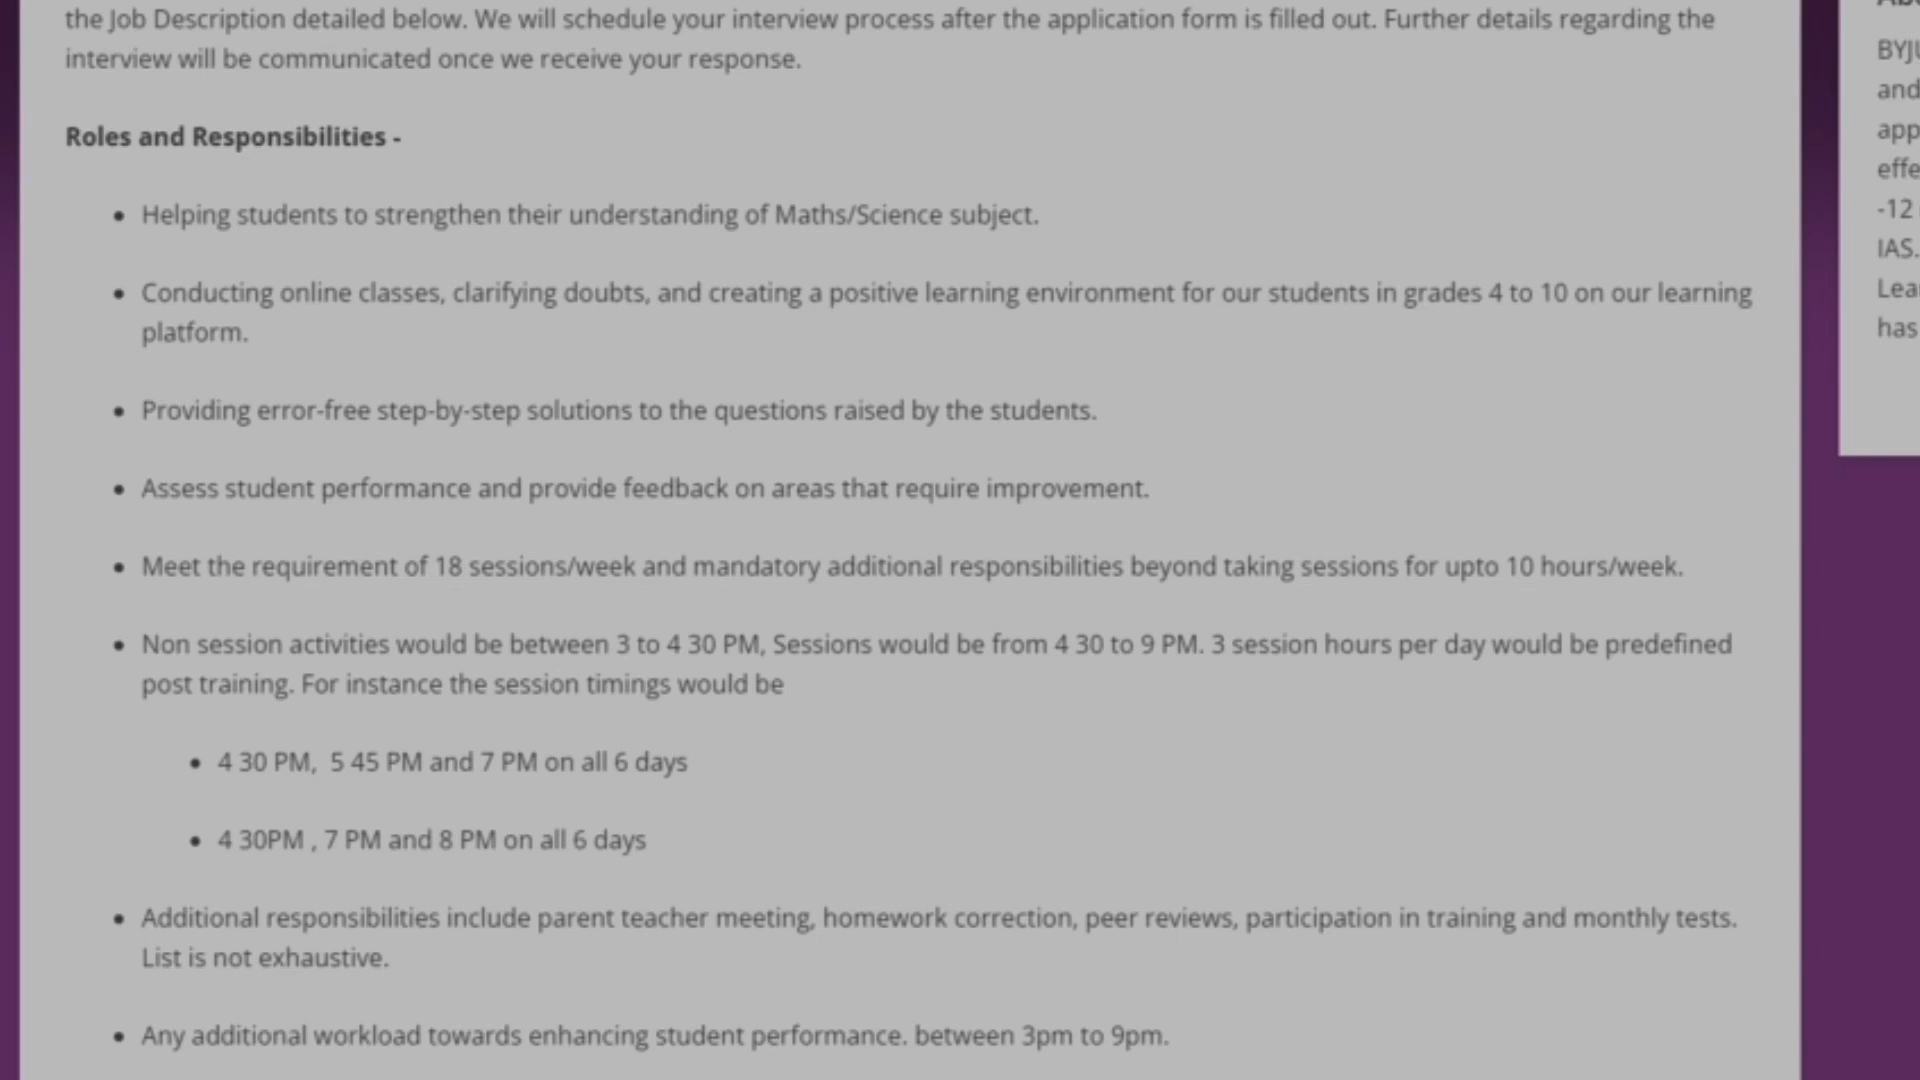 the Job Description detailed below. We will schedule your interview process after the application form is filled out. Further details regarding the
interview will be communicated once we receive your response.
Roles and Responsibilities -
Helping students to strengthen their understanding of Maths/Science subject.
Conducting online classes, clarifying doubts, and creating a positive learning environment for our students in grades 4 to 10 on our learning
platform.
Providing error-free step-by-step solutions to the questions raised by the students.
Assess student performance and provide feedback on areas that require improvement.
Meet the requirement of 18 sessions/week and mandatory additional responsibilities beyond taking sessions for upto 10 hours/week.
Non session activities would be between 3 to 4 30 PM, Sessions would be from 4 30 to 9 PM. 3 session hours per day would be predefined
post training. For instance the session timings would be
4 30 PM,  5 45 PM and 7 PM on all 6 days
4 30PM , 7 PM and 8 PM on all 6 days
Additional responsibilities include parent teacher meeting, homework correction, peer reviews, participation in training and monthly tests.
List is not exhaustive.
Any additional workload towards enhancing student performance. between 3pm to 9pm.
and
app
effe
-12
IAS.
Lea
has